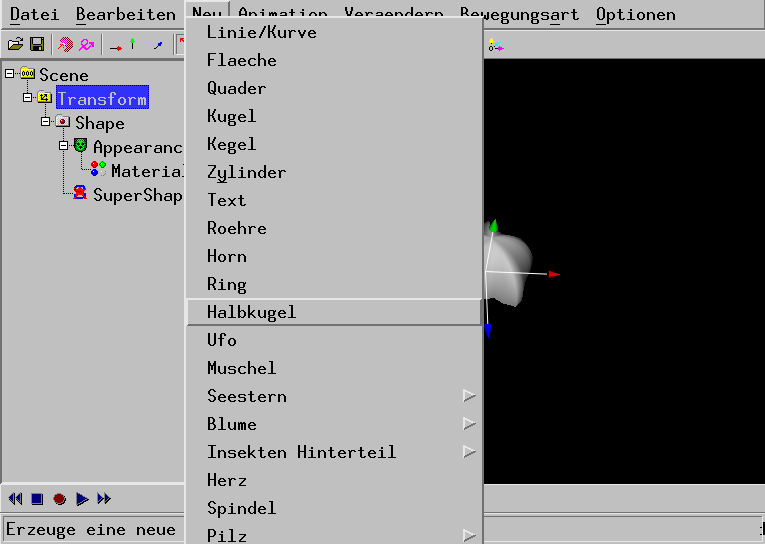 Datei Bearbeiten Neu Animation Veraendern Bewegungsart Optionen
Linie/Kurve
Flaeche
Quader
Kugel
Kegel
Zylinder
Text
Roehre
Horn
Ring
Halbkugel
Ufo
Muschel
Seestern
Blume
Insekten Hinterteil
Herz
Spindel
Pilz
Scene
Transform
Shape
Appearanc
Material
SuperShap
Erzeuge eine neue